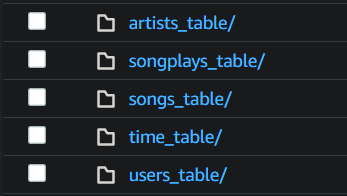 artists_table/
songplays_table/
songs_table/
time_table/
users_table/